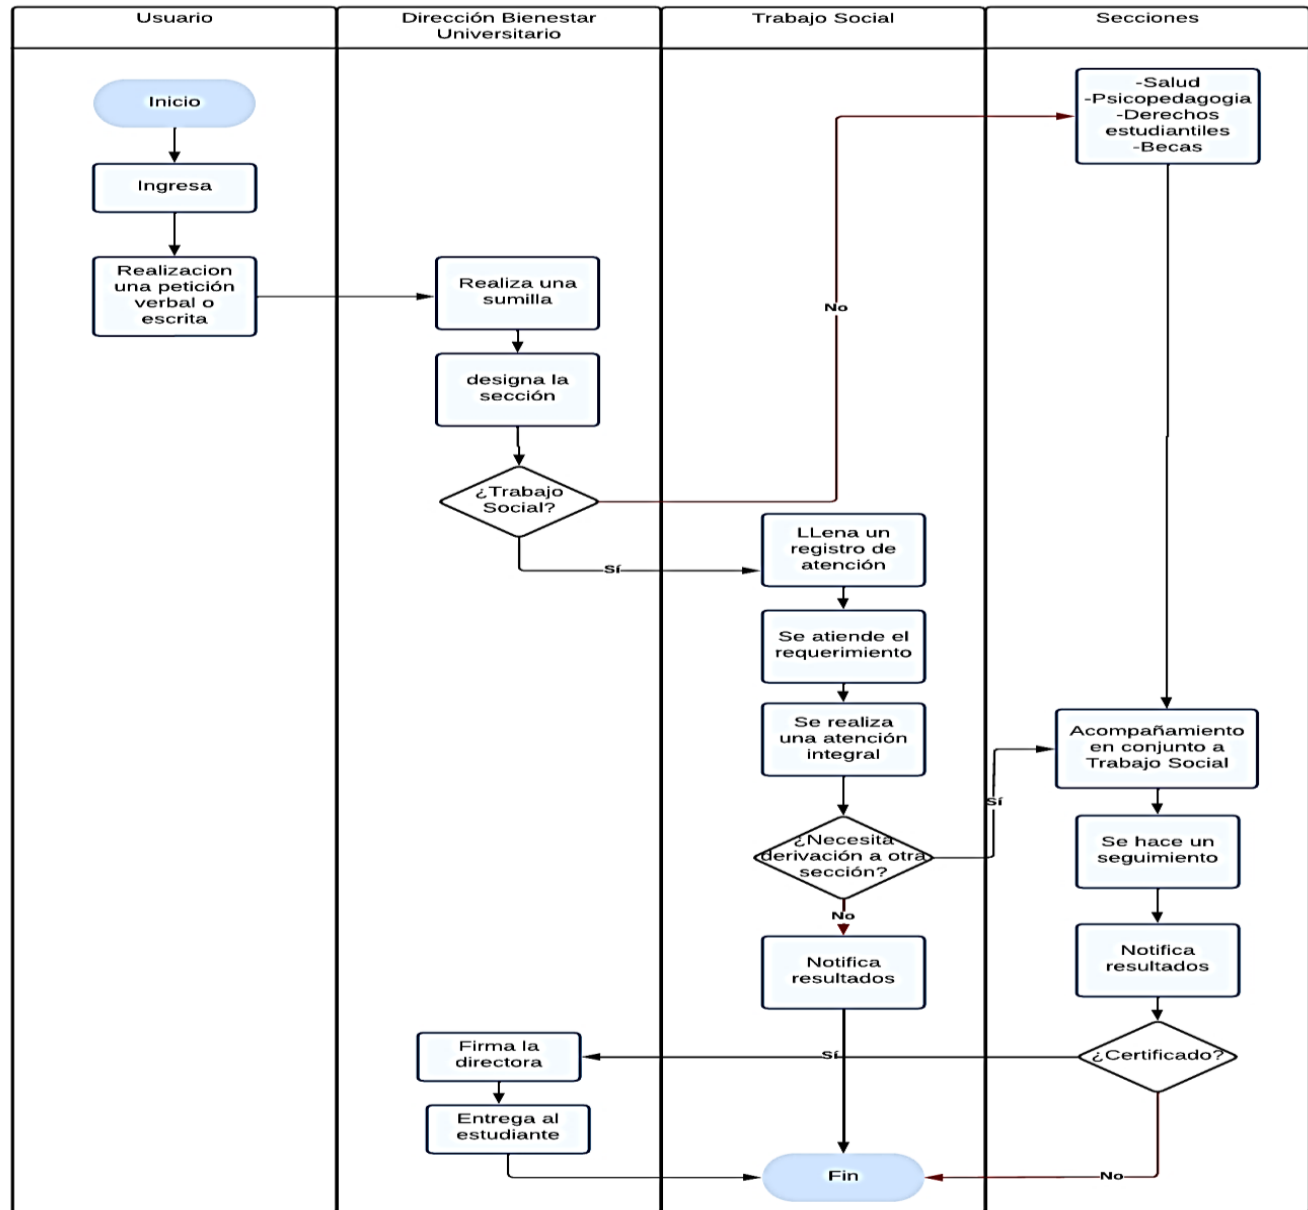 Usuario
Dirección Bienestar
Universitario
Trabajo Social
Secciones
Inicio
Ingresa
Realizacion
una petición
verbal o
escrita
Realiza una
sumilla
designa la
sección
¿Trabajo
Social?
No
Sí
-Salud
-Psicopedagogia
-Derechos
estudiantiles
-Becas
LLena un
registro de
atención
Se atiende el
requerimiento
Se realiza
una atención
integral
¿Necesita
derivación a otra
sección?
Sí
No
Notifica
resultados
Acompañamiento
en conjunto a
Trabajo Social
Se hace un
seguimiento
Notifica
resultados
¿Certificado?
Sí
No
Firma la
directora
Entrega al
estudiante
Fin